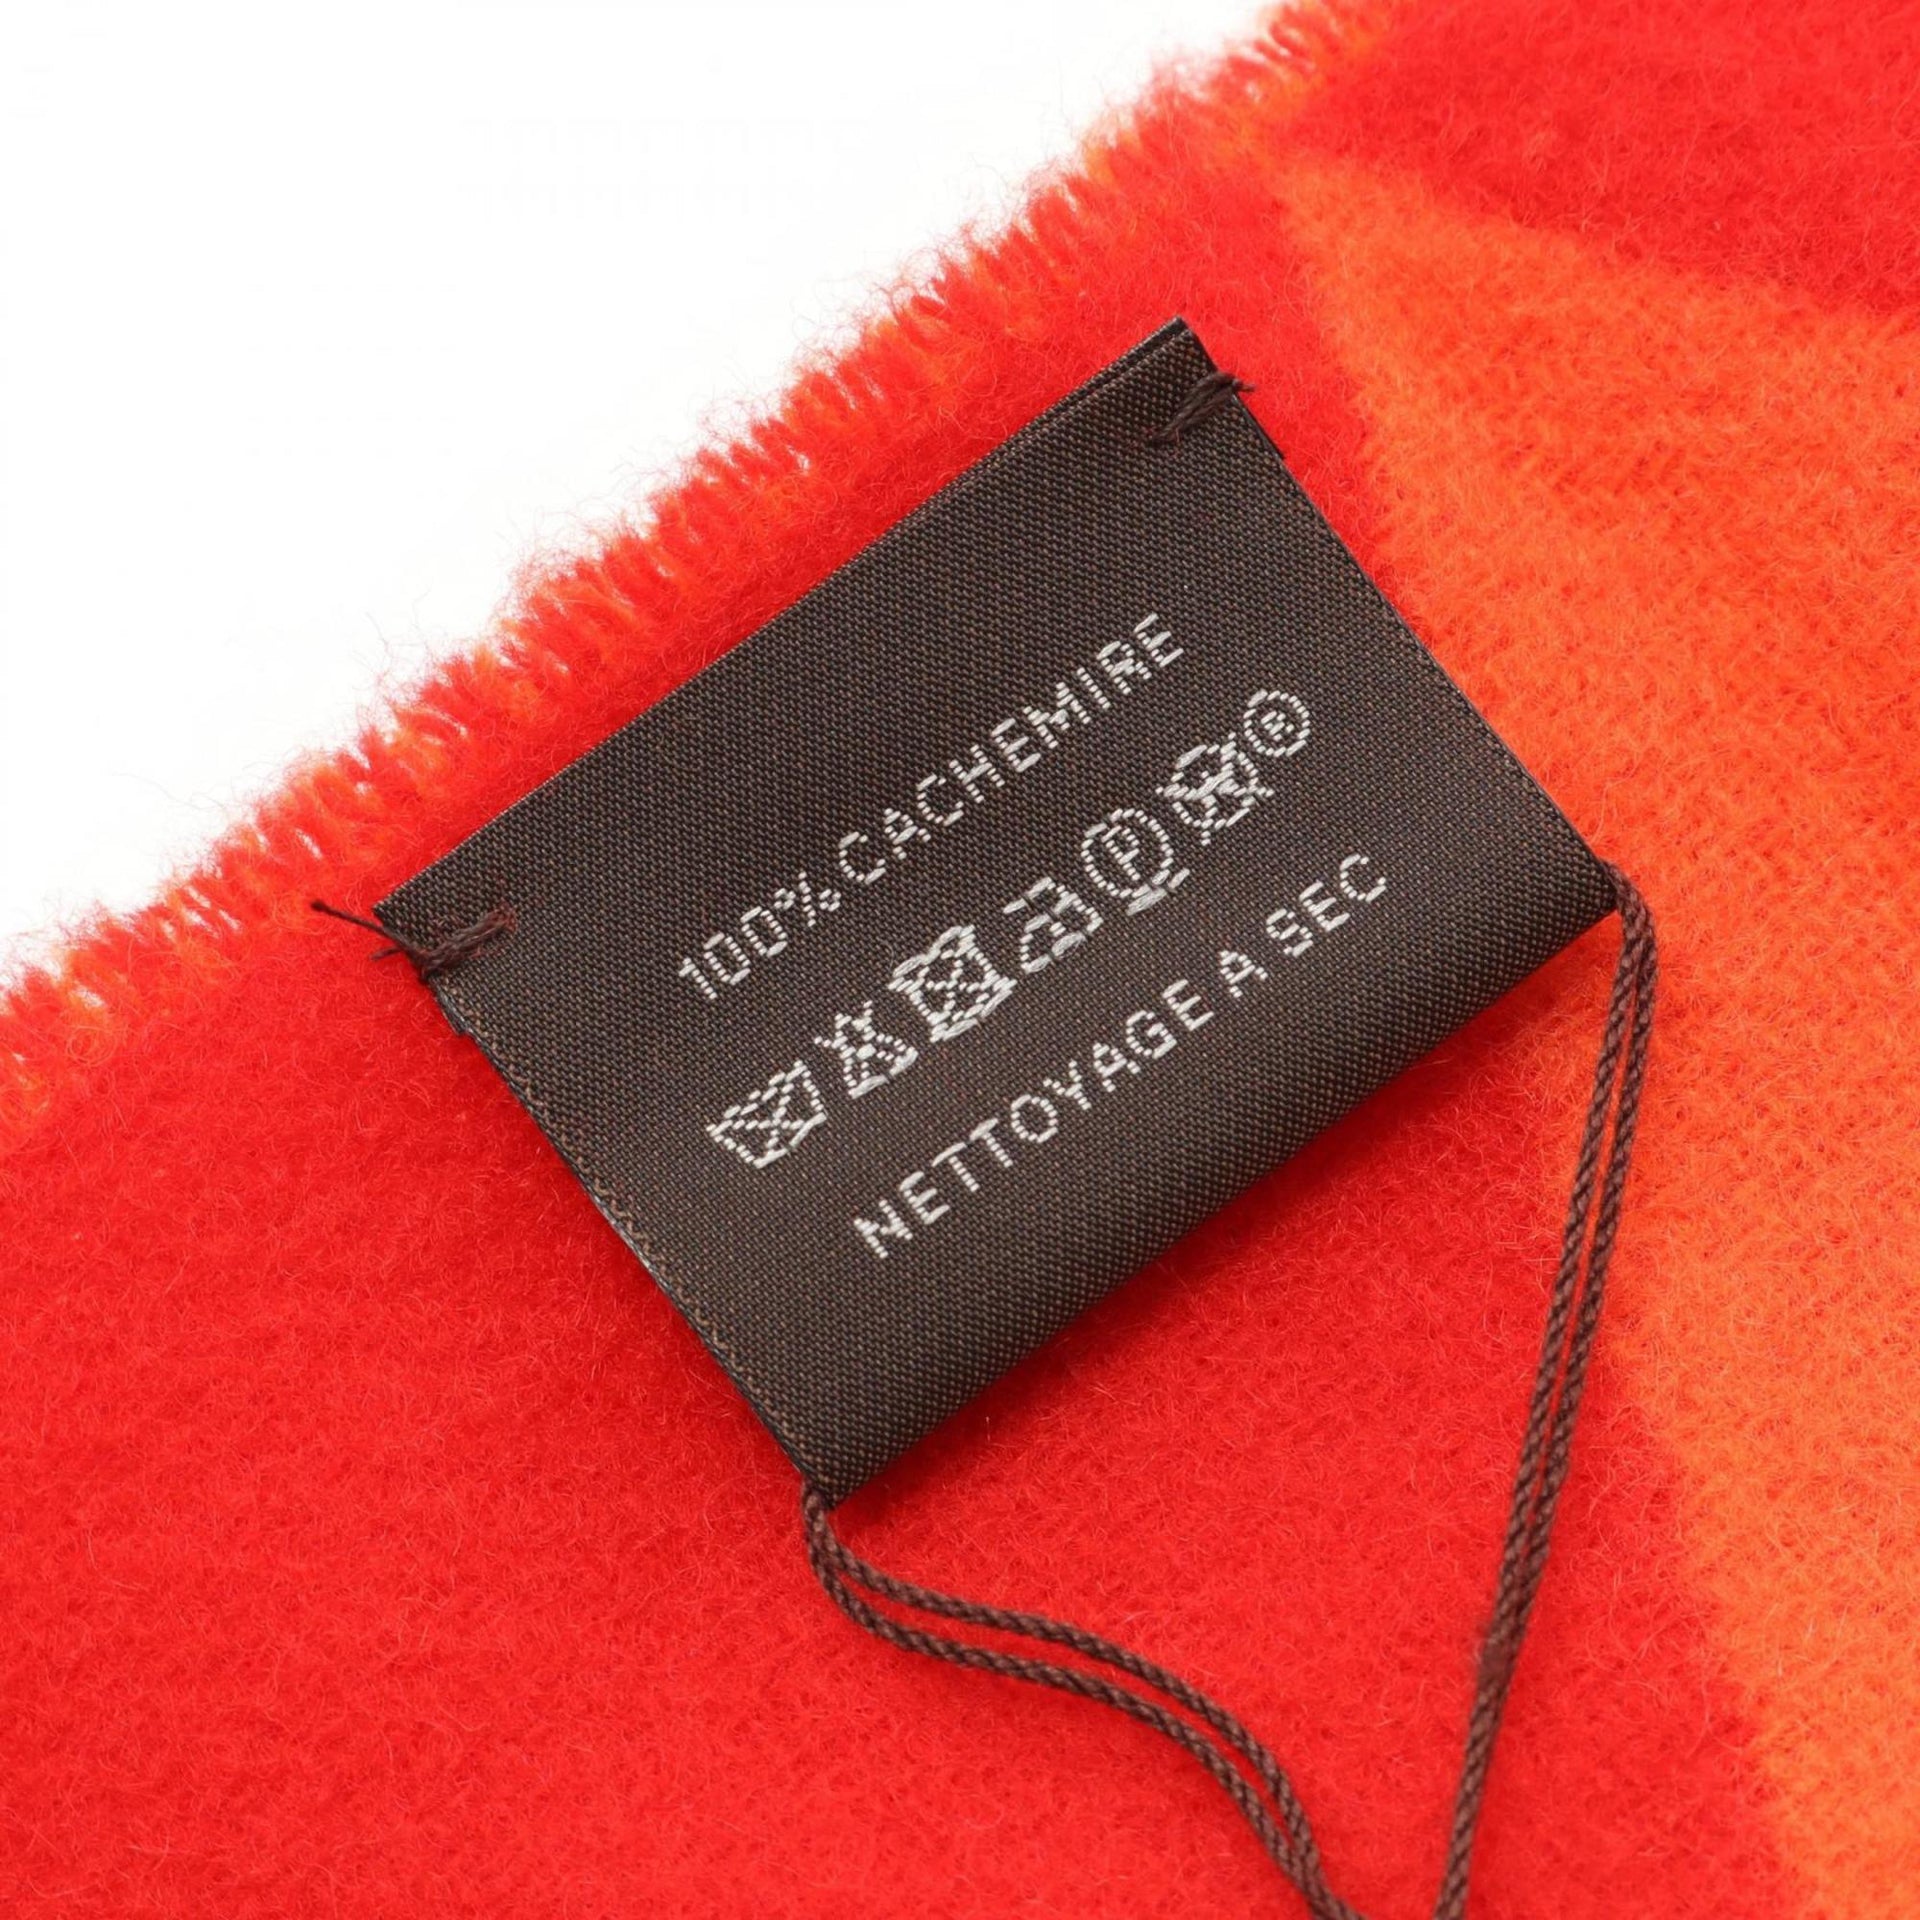 100% CACHEMIRE
P ®
NETTOYAGE A SEC